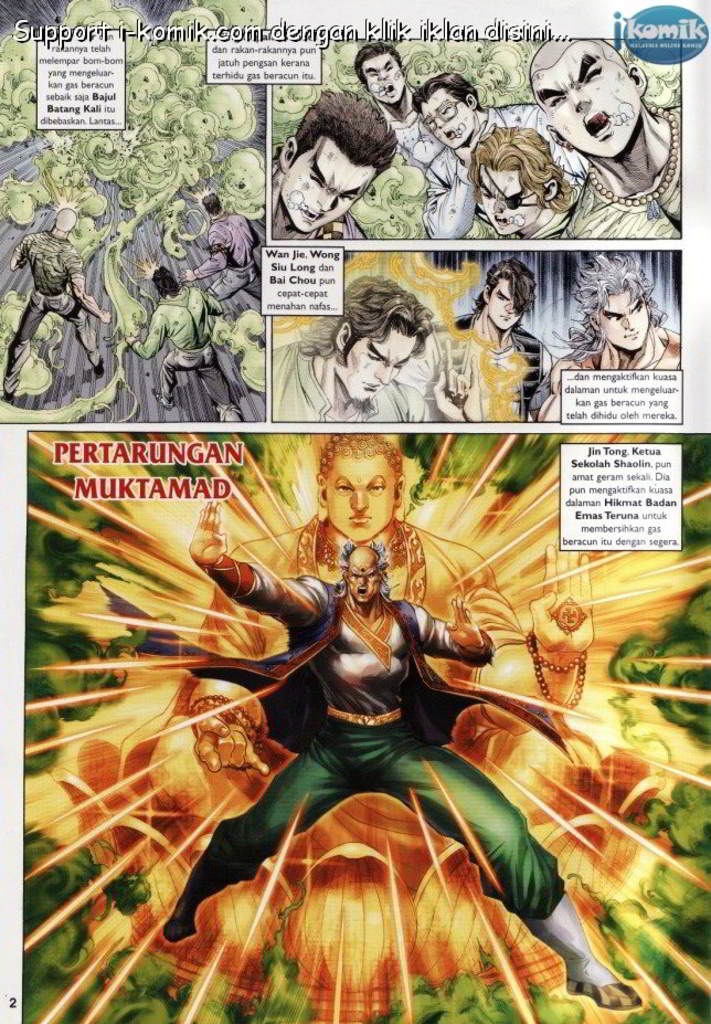 Support i-komik.com dengan klik iklan disini...
ikomik
MALAYSIA ONLINE KOMIK
rakannya telah
melempar bom-bom
yang mengeluar-
kan gas beracun
sebaik saja Bajul
Batang Kali itu
dibebaskan. Lantas...
dan rakan-rakannya pun
jatuh pengsan kerana
terhidu gas beracun itu.
Wan Jie, Wong
Siu Long dan
Bai Chou pun
cepat-cepat
menahan nafas...
...dan mengaktifkan kuasa
dalaman untuk mengeluar-
kan gas beracun yang
telah dihidu oleh mereka.
PERTARUNGAN
MUKTAMAD
Jin Tong, Ketua
Sekolah Shaolin, pun
amat geram sekali. Dia
pun mengaktifkan kuasa
dalaman Hikmat Badan
Emas Teruna untuk
membersihkan gas
beracun itu dengan segera.
2